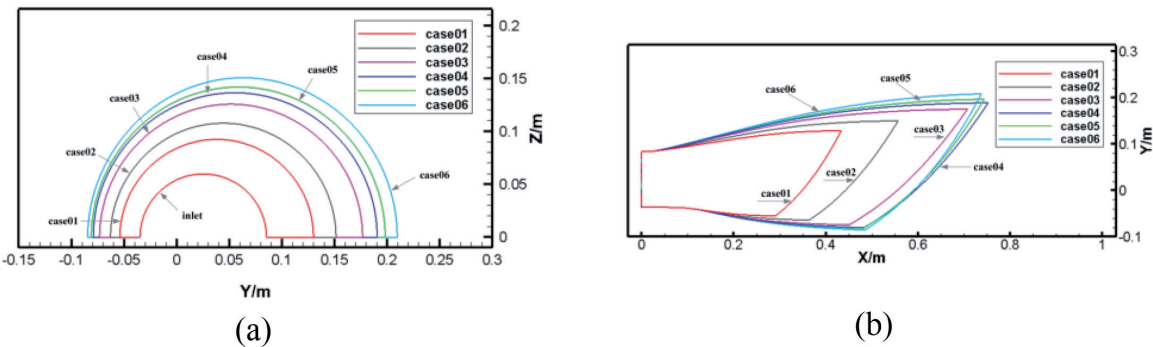 case01
case02
case03
case04
case05
case06
case04
case05
case03
case02
case06
case01
inlet
0.2
0.15
0.1
0.05
0
Z/m
-0.15
-0.1
-0.05
0
0.05
0.1
0.15
0.2
0.25
0.3
Y/m
(a)
case01
case02
case03
case04
case05
case06
case05
case06
case03
case02
case04
case01
0.3
0.2
0.1
0
-0.1
Y/m
0
0.2
0.4
0.6
0.8
1
X/m
(b)